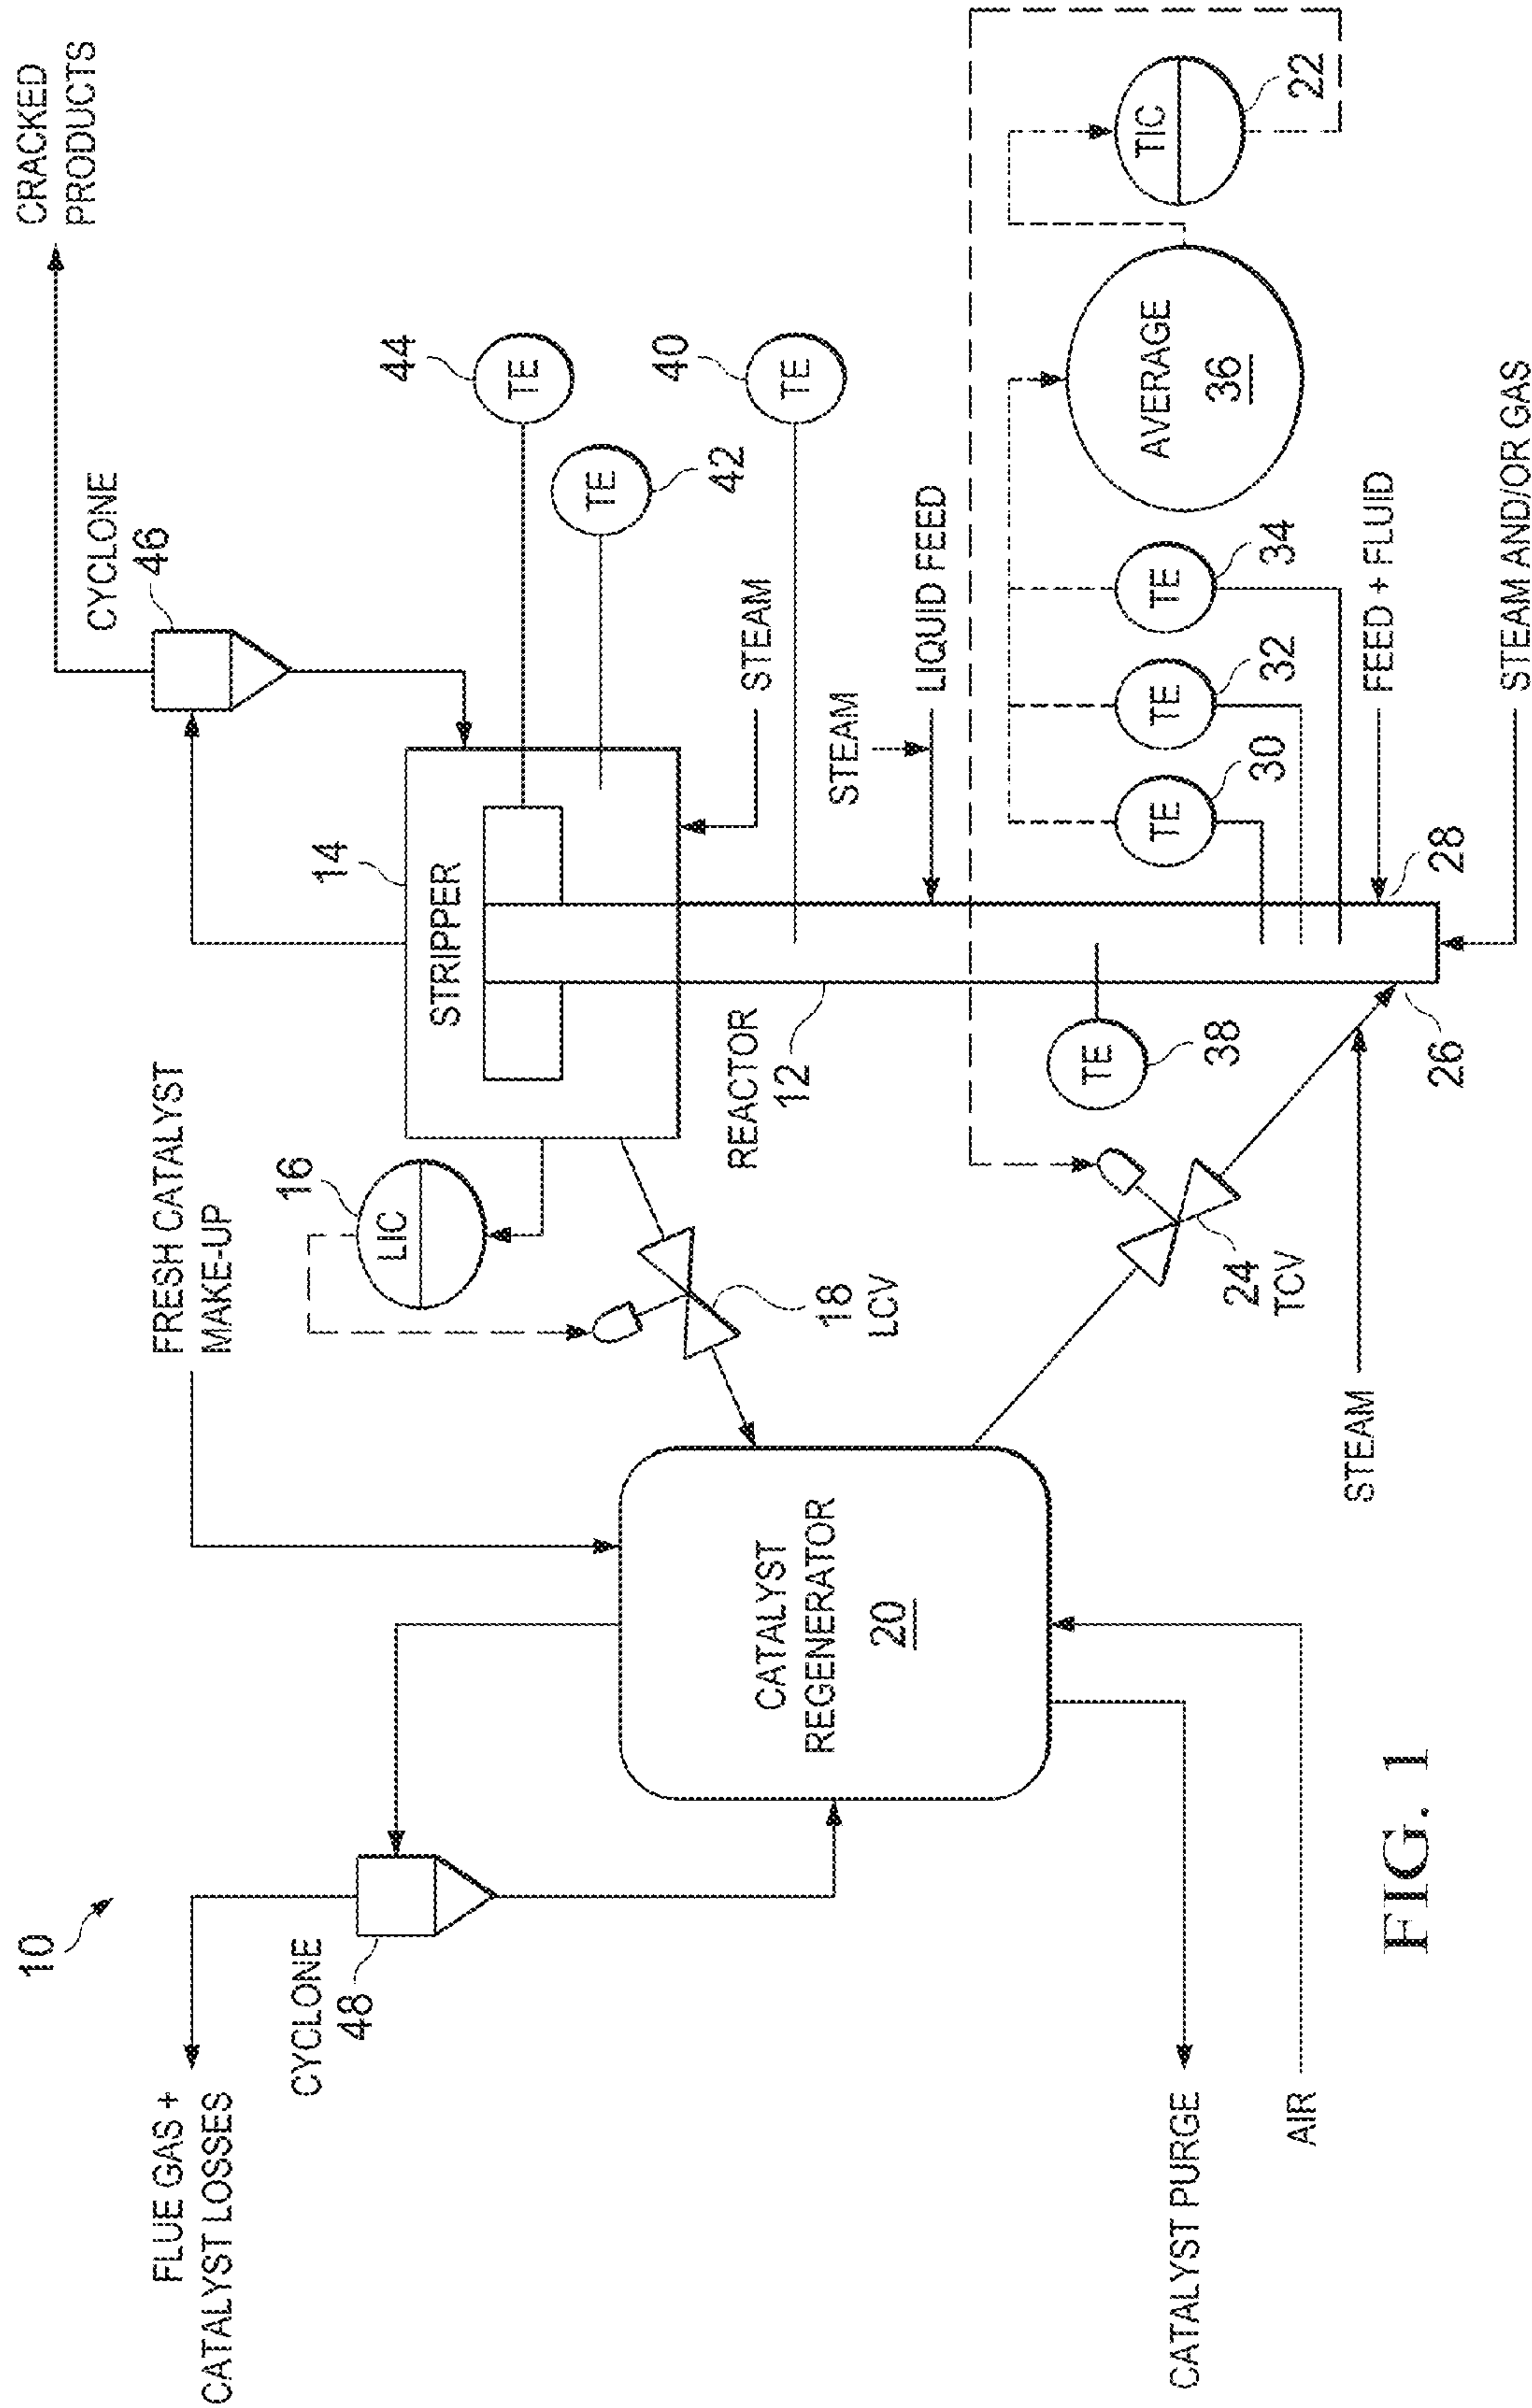 10
FLUE GAS +
CATALYST LOSSES
CYCLONE
48
FRESH CATALYST
MAKE-UP
CRACKED
PRODUCTS
CYCLONE
46
14
STRIPPER
16
LIC
18
LCV
44
TE
TE
42
40
TE
STEAM
REACTOR
12
CATALYST
REGENERATOR
20
STEAM
LIQUID FEED
TE
38
24
TCV
TE
30
TE
32
TE
34
AVERAGE
36
TIC
22
26
28
FEED + FLUID
STEAM
STEAM AND/OR GAS
CATALYST PURGE
AIR
FIG. 1